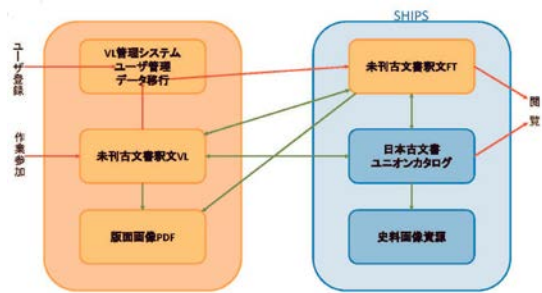 SHIPS
ユーザ登録
VL管理システム
ユーザ管理
データ移行
未刊古文書釈文FT
閲覧
作業参加
未刊古文書釈文VL
日本古文書
ユニオンカタログ
版面画像PDF
史料画像資源